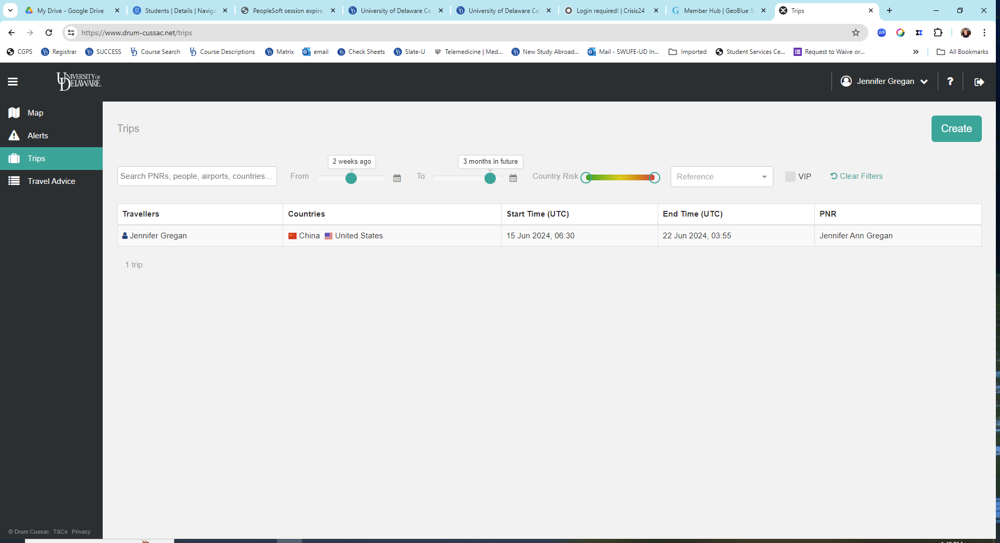 My Drive - Google Drive
Students | Details | Naviga
PeopleSoft session expire
University of Delaware Ce
University of Delaware Ce
Login required! | Crisis24
Member Hub | GeoBlue S
Trips
https://www.drum-cussac.net/trips
zm
CGPS
Registrar
SUCCESS
Course Search
Course Descriptions
Matrix
email
Check Sheets
Slate-U
Telemedicine | Med...
New Study Abroad...
Mail - SWUFE-UD In...
Imported
Student Services Ce...
Request to Waive or...
All Bookmarks
UNIVERSITY OF
DELAWARE
Jennifer Gregan
?
Map
Alerts
Trips
Travel Advice
Trips
Create
2 weeks ago
3 months in future
Search PNRs, people, airports, countries...
From
To
Country Risk
Reference
VIP
Clear Filters
Travellers Countries Start Time (UTC) End Time (UTC) PNR
Jennifer Gregan China United States 15 Jun 2024, 06:30 22 Jun 2024, 03:55 Jennifer Ann Gregan
1 trip
© Drum Cussac T&Cs Privacy